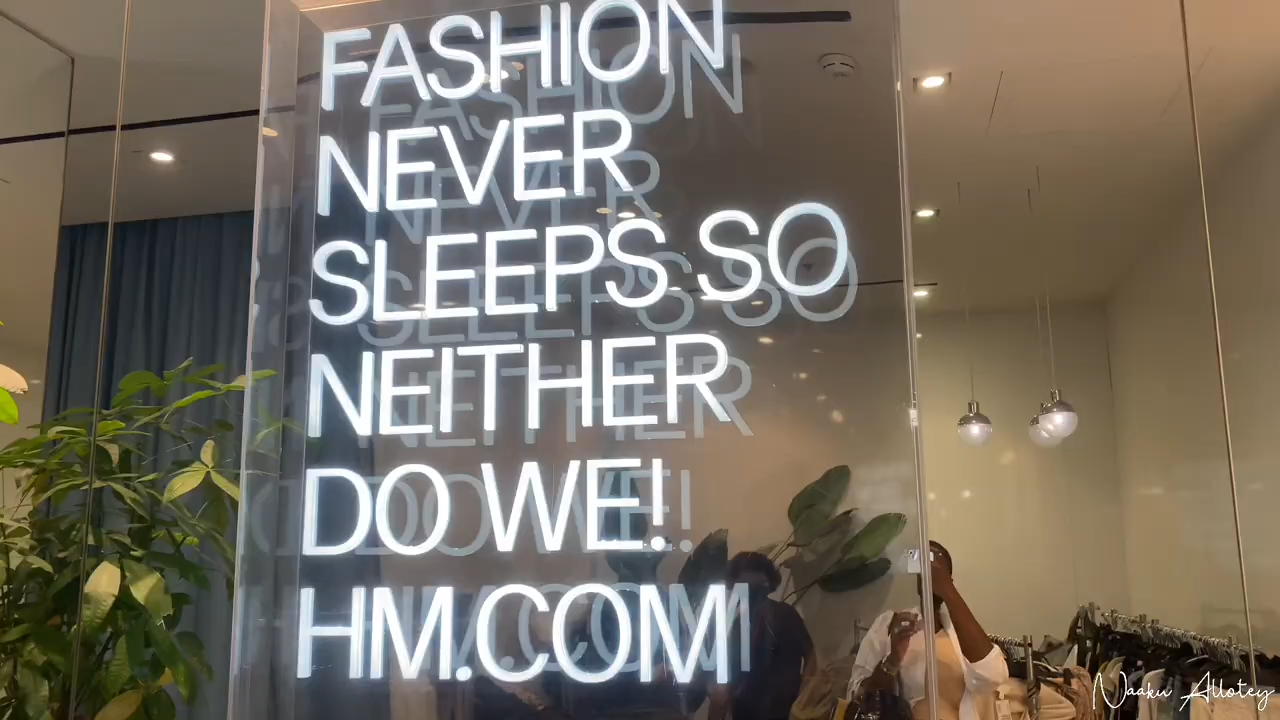 FASHION
NEVER
SLEEPS SO
NEITHER
DO WE!
HM.COM
Naaku Allotey